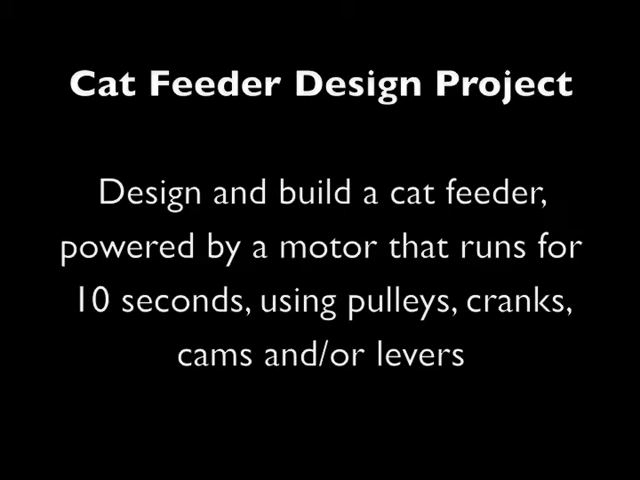 Cat Feeder Design Project
Design and build a cat feeder,
powered by a motor that runs for
10 seconds, using pulleys, cranks,
cams and/or levers